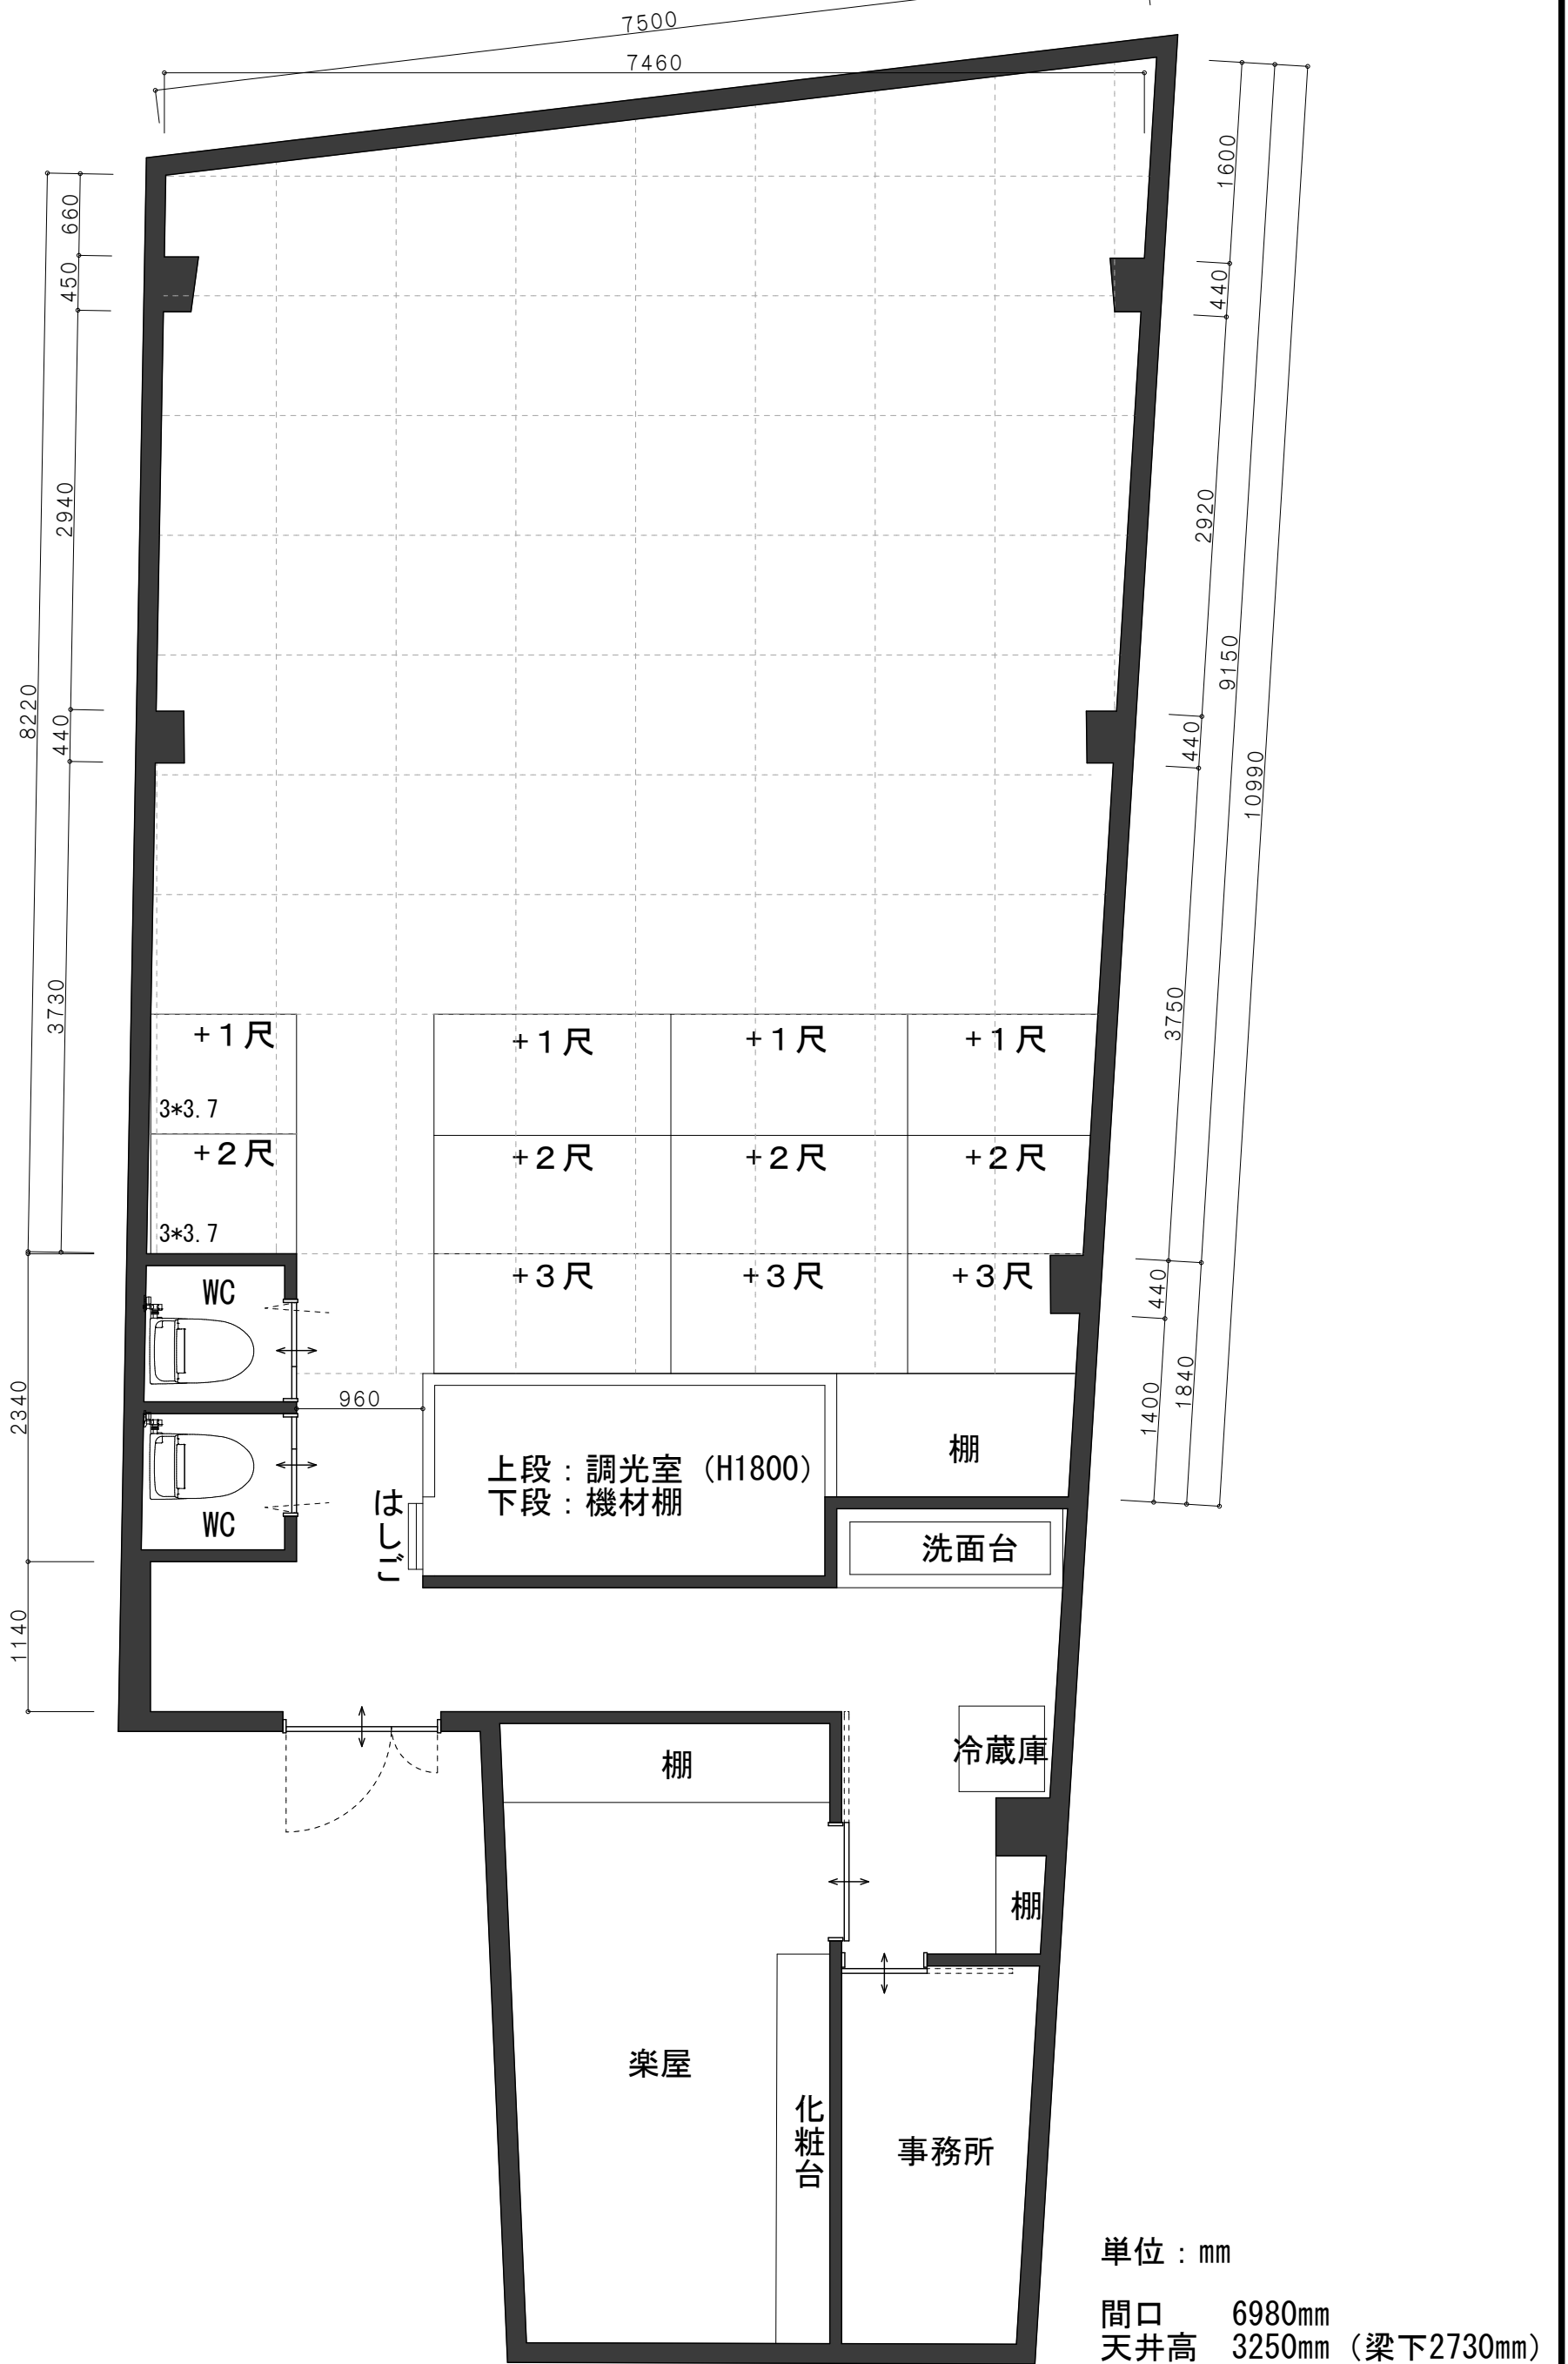 7500
7460
660
450
2940
8220
440
3730
1600
440
2920
9150
440
10990
3750
440
1840
1400
+1尺
+1尺
+1尺
+1尺
3*3.7
+2尺
+2尺
+2尺
+2尺
3*3.7
+3尺
+3尺
+3尺
WC
2340
960
上段：調光室（H1800）
下段：機材棚
棚
はしご
WC
洗面台
1140
棚
冷蔵庫
棚
楽屋
化粧台
事務所
単位：mm
間口 6980mm
天井高 3250mm（梁下2730mm）